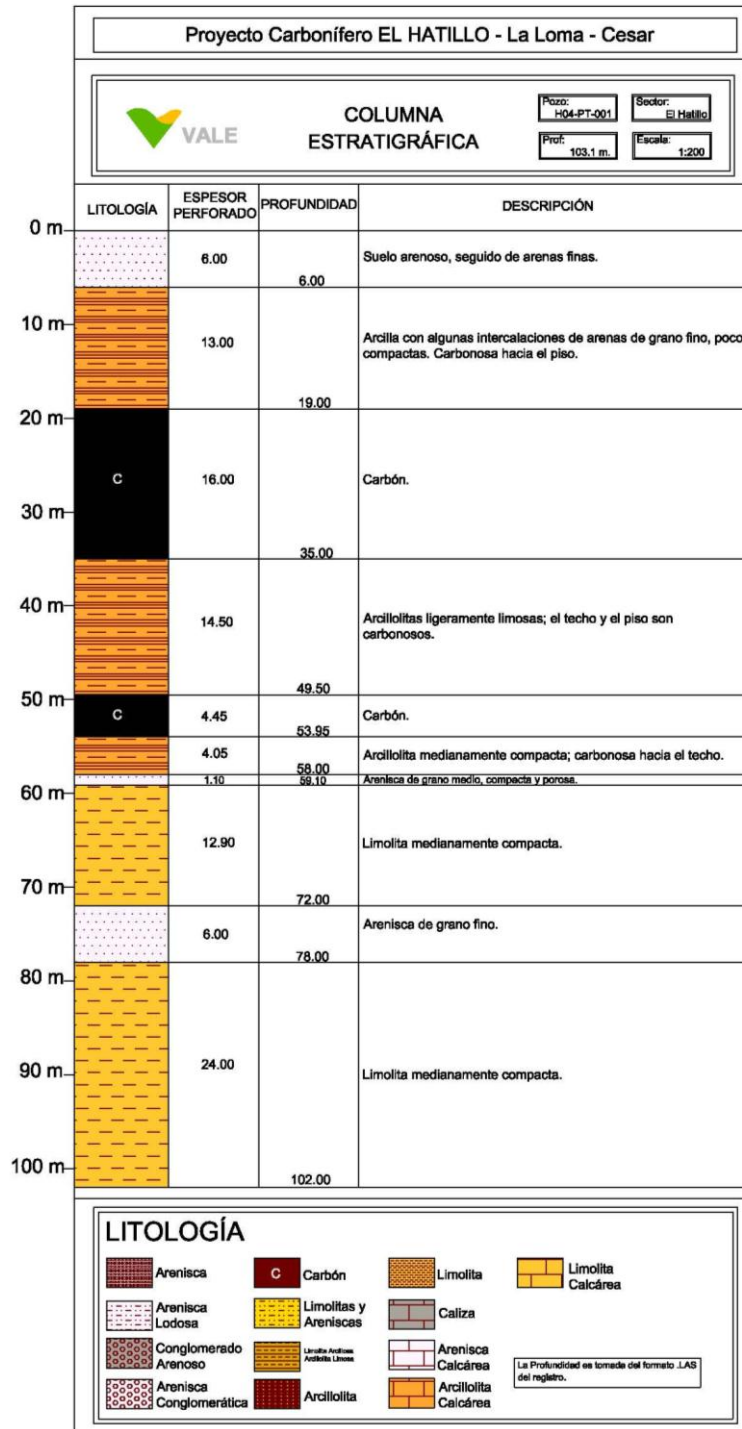 Proyecto Carbonífero EL HATILLO - La Loma - Cesar
VALE
COLUMNA
ESTRATIGRÁFICA
Pozo:
H04-PT-001
Sector:
El Hatillo
Prof:
103.1 m.
Escala:
1:200
LITOLOGÍA
ESPESOR
PERFORADO
PROFUNDIDAD
DESCRIPCIÓN
0 m
6.00
6.00
Suelo arenoso, seguido de arenas finas.
10 m
13.00
19.00
Arcilla con algunas intercalaciones de arenas de grano fino, poco
compactas. Carbonosa hacia el piso.
20 m
C
16.00
35.00
Carbón.
30 m
40 m
14.50
49.50
Arcillolitas ligeramente limosas; el techo y el piso son
carbonosos.
50 m
C
4.45
53.95
Carbón.
4.05
58.00
Arcillolita medianamente compacta; carbonosa hacia el techo.
1.10
59.10
Arenisca de grano medio, compacta y porosa.
60 m
12.90
72.00
Limolita medianamente compacta.
70 m
6.00
78.00
Arenisca de grano fino.
80 m
24.00
102.00
Limolita medianamente compacta.
90 m
100 m
LITOLOGÍA
Arenisca
C
Carbón
Limolita
Limolita
Calcárea
Arenisca
Lodosa
Limolitas y
Areniscas
Caliza
Conglomerado
Arenoso
Limolita Arcillosa
Arcillolita Limosa
Arenisca
Calcárea
Arenisca
Conglomerática
Arcillolita
Arcillolita
Calcárea
La Profundidad es tomada del formato .LAS
del registro.